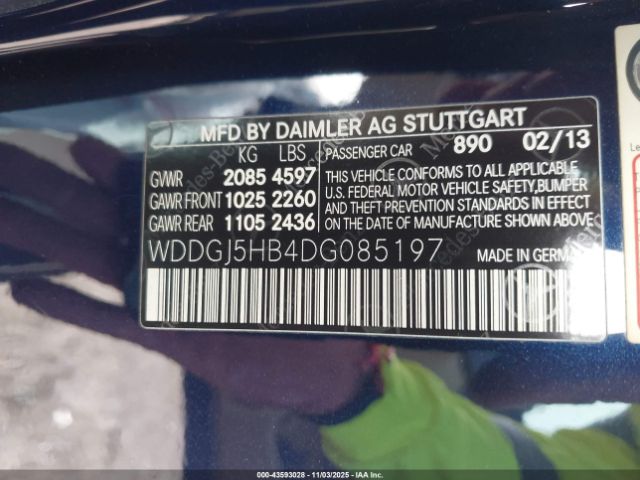 MFD BY DAIMLER AG STUTTGART
KG LBS PASSENGER CAR 890 02/13
GVWR 2085 4597 THIS VEHICLE CONFORMS TO ALL APPLICABLE
U.S. FEDERAL MOTOR VEHICLE SAFETY,BUMPER
GAWR FRONT 1025 2260 AND THEFT PREVENTION STANDARDS IN EFFECT
GAWR REAR 1105 2436 ON THE DATE OF MANUFACTURE SHOWN ABOVE.
WDDGJ5HB4DG085197 MADE IN GERMA
000-43593028 - 11/03/2025 - IAAI.com